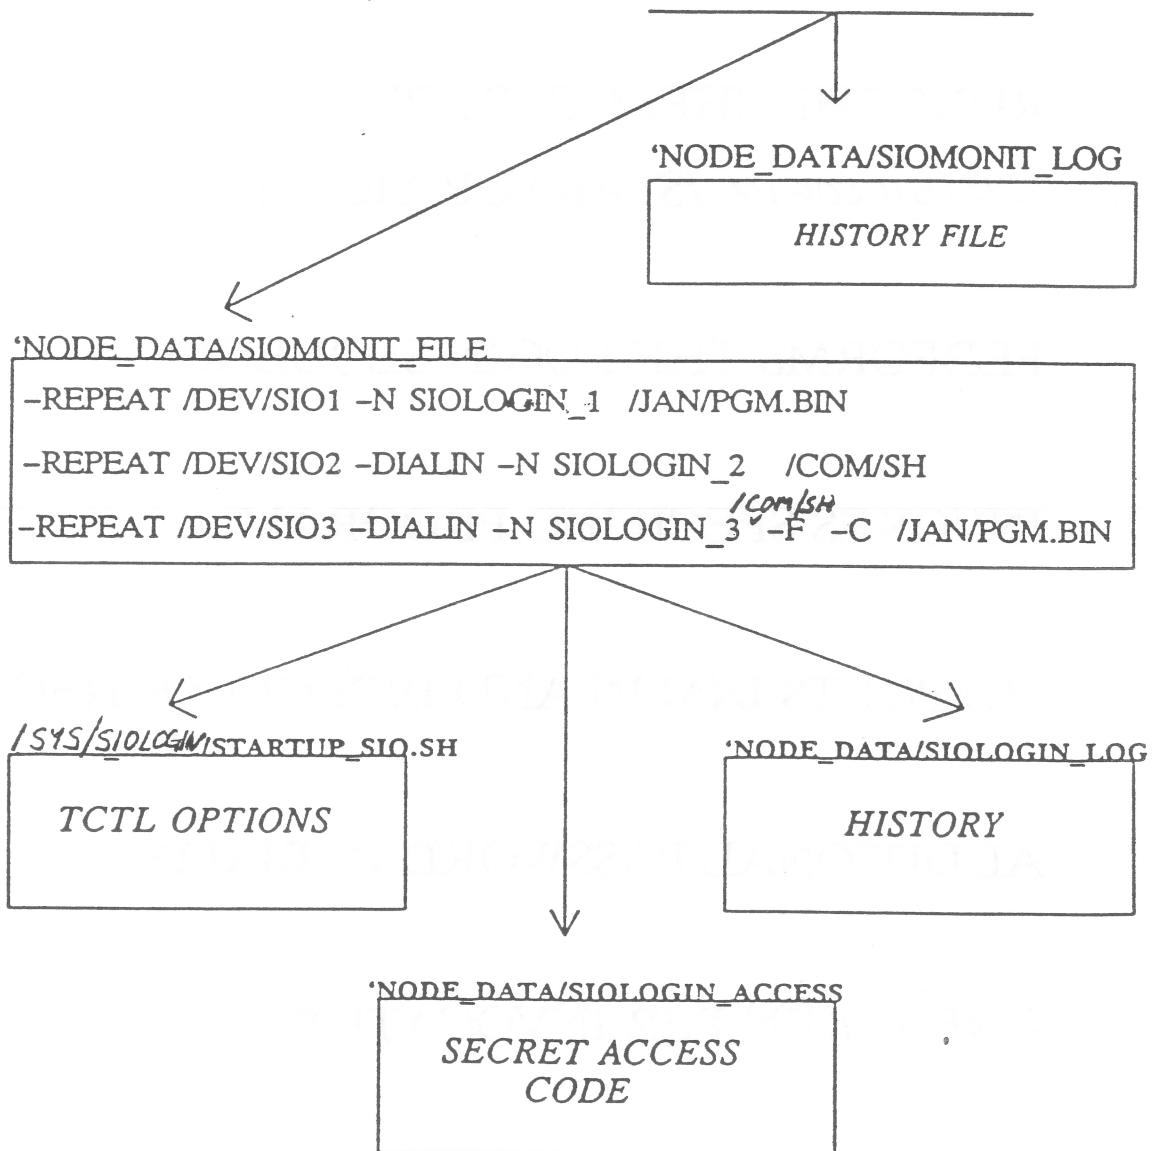 ‘NODE_DATA/SIOMONIT_LOG
HISTORY FILE
‘NODE_DATA/SIOMONIT_FILE
–REPEAT /DEV/SIO1 –N SIOLOGIN_1 /JAN/PGM.BIN
–REPEAT /DEV/SIO2 –DIALIN –N SIOLOGIN_2 /COM/SH
/COM/SH
–REPEAT /DEV/SIO3 –DIALIN –N SIOLOGIN_3 –F –C /JAN/PGM.BIN
/SYS/SIOLOGIN/STARTUP_SIO.SH
TCTL OPTIONS
‘NODE_DATA/SIOLOGIN_LOG
HISTORY
‘NODE_DATA/SIOLOGIN_ACCESS
SECRET ACCESS
CODE